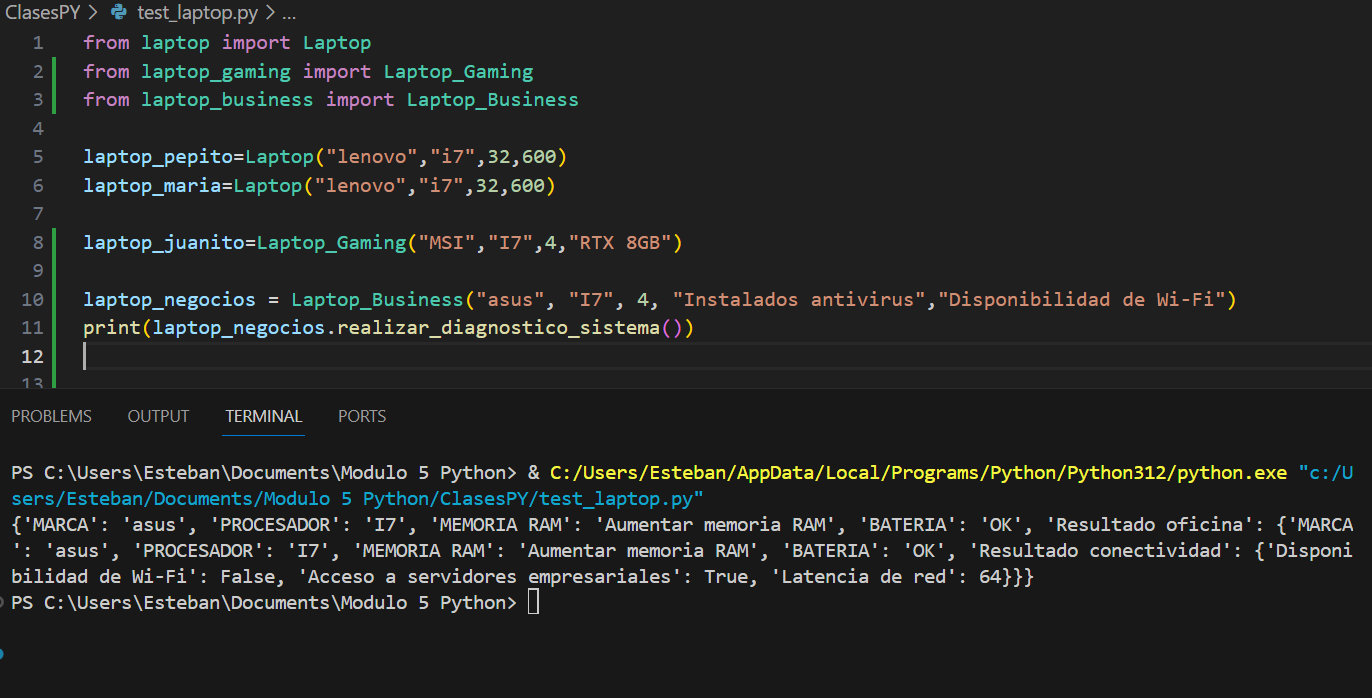 ClasesPY > test_laptop.py > ...
1 from laptop import Laptop
2 from laptop_gaming import Laptop_Gaming
3 from laptop_business import Laptop_Business
4
5 laptop_pepito=Laptop("lenovo","i7",32,600)
6 laptop_maria=Laptop("lenovo","i7",32,600)
7
8 laptop_juanito=Laptop_Gaming("MSI","I7",4,"RTX 8GB")
9
10 laptop_negocios = Laptop_Business("asus", "I7", 4, "Instalados antivirus","Disponibilidad de Wi-Fi")
11 print(laptop_negocios.realizar_diagnostico_sistema())
12
13
PROBLEMS OUTPUT TERMINAL PORTS
PS C:\Users\Esteban\Documents\Modulo 5 Python> & C:/Users/Esteban/AppData/Local/Programs/Python/Python312/python.exe "c:/U
sers/Esteban/Documents/Modulo 5 Python/ClasesPY/test_laptop.py"
{'MARCA': 'asus', 'PROCESADOR': 'I7', 'MEMORIA RAM': 'Aumentar memoria RAM', 'BATERIA': 'OK', 'Resultado oficina': {'MARCA
': 'asus', 'PROCESADOR': 'I7', 'MEMORIA RAM': 'Aumentar memoria RAM', 'BATERIA': 'OK', 'Resultado conectividad': {'Disponi
bilidad de Wi-Fi': False, 'Acceso a servidores empresariales': True, 'Latencia de red': 64}}}
PS C:\Users\Esteban\Documents\Modulo 5 Python>